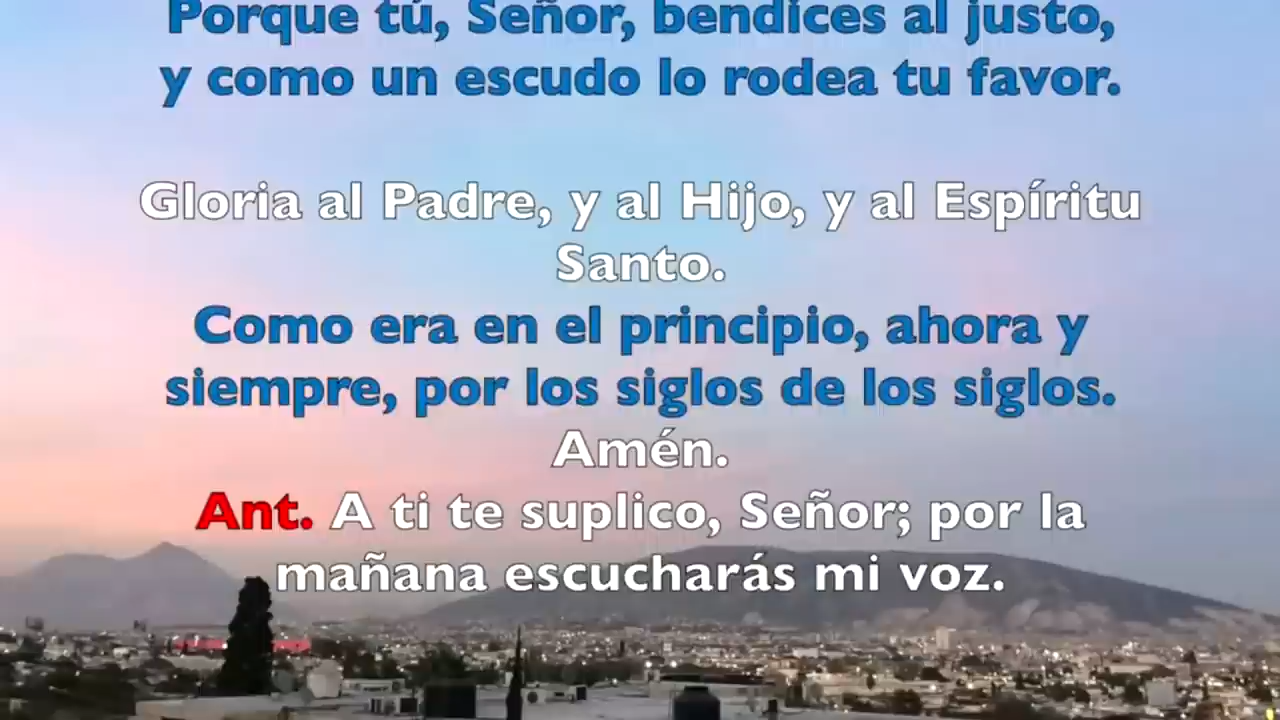 Porque tú, Señor, bendices al justo,
y como un escudo lo rodea tu favor.
Gloria al Padre, y al Hijo, y al Espíritu
Santo.
Como era en el principio, ahora y
siempre, por los siglos de los siglos.
Amén.
Ant. A ti te suplico, Señor; por la
mañana escucharás mi voz.